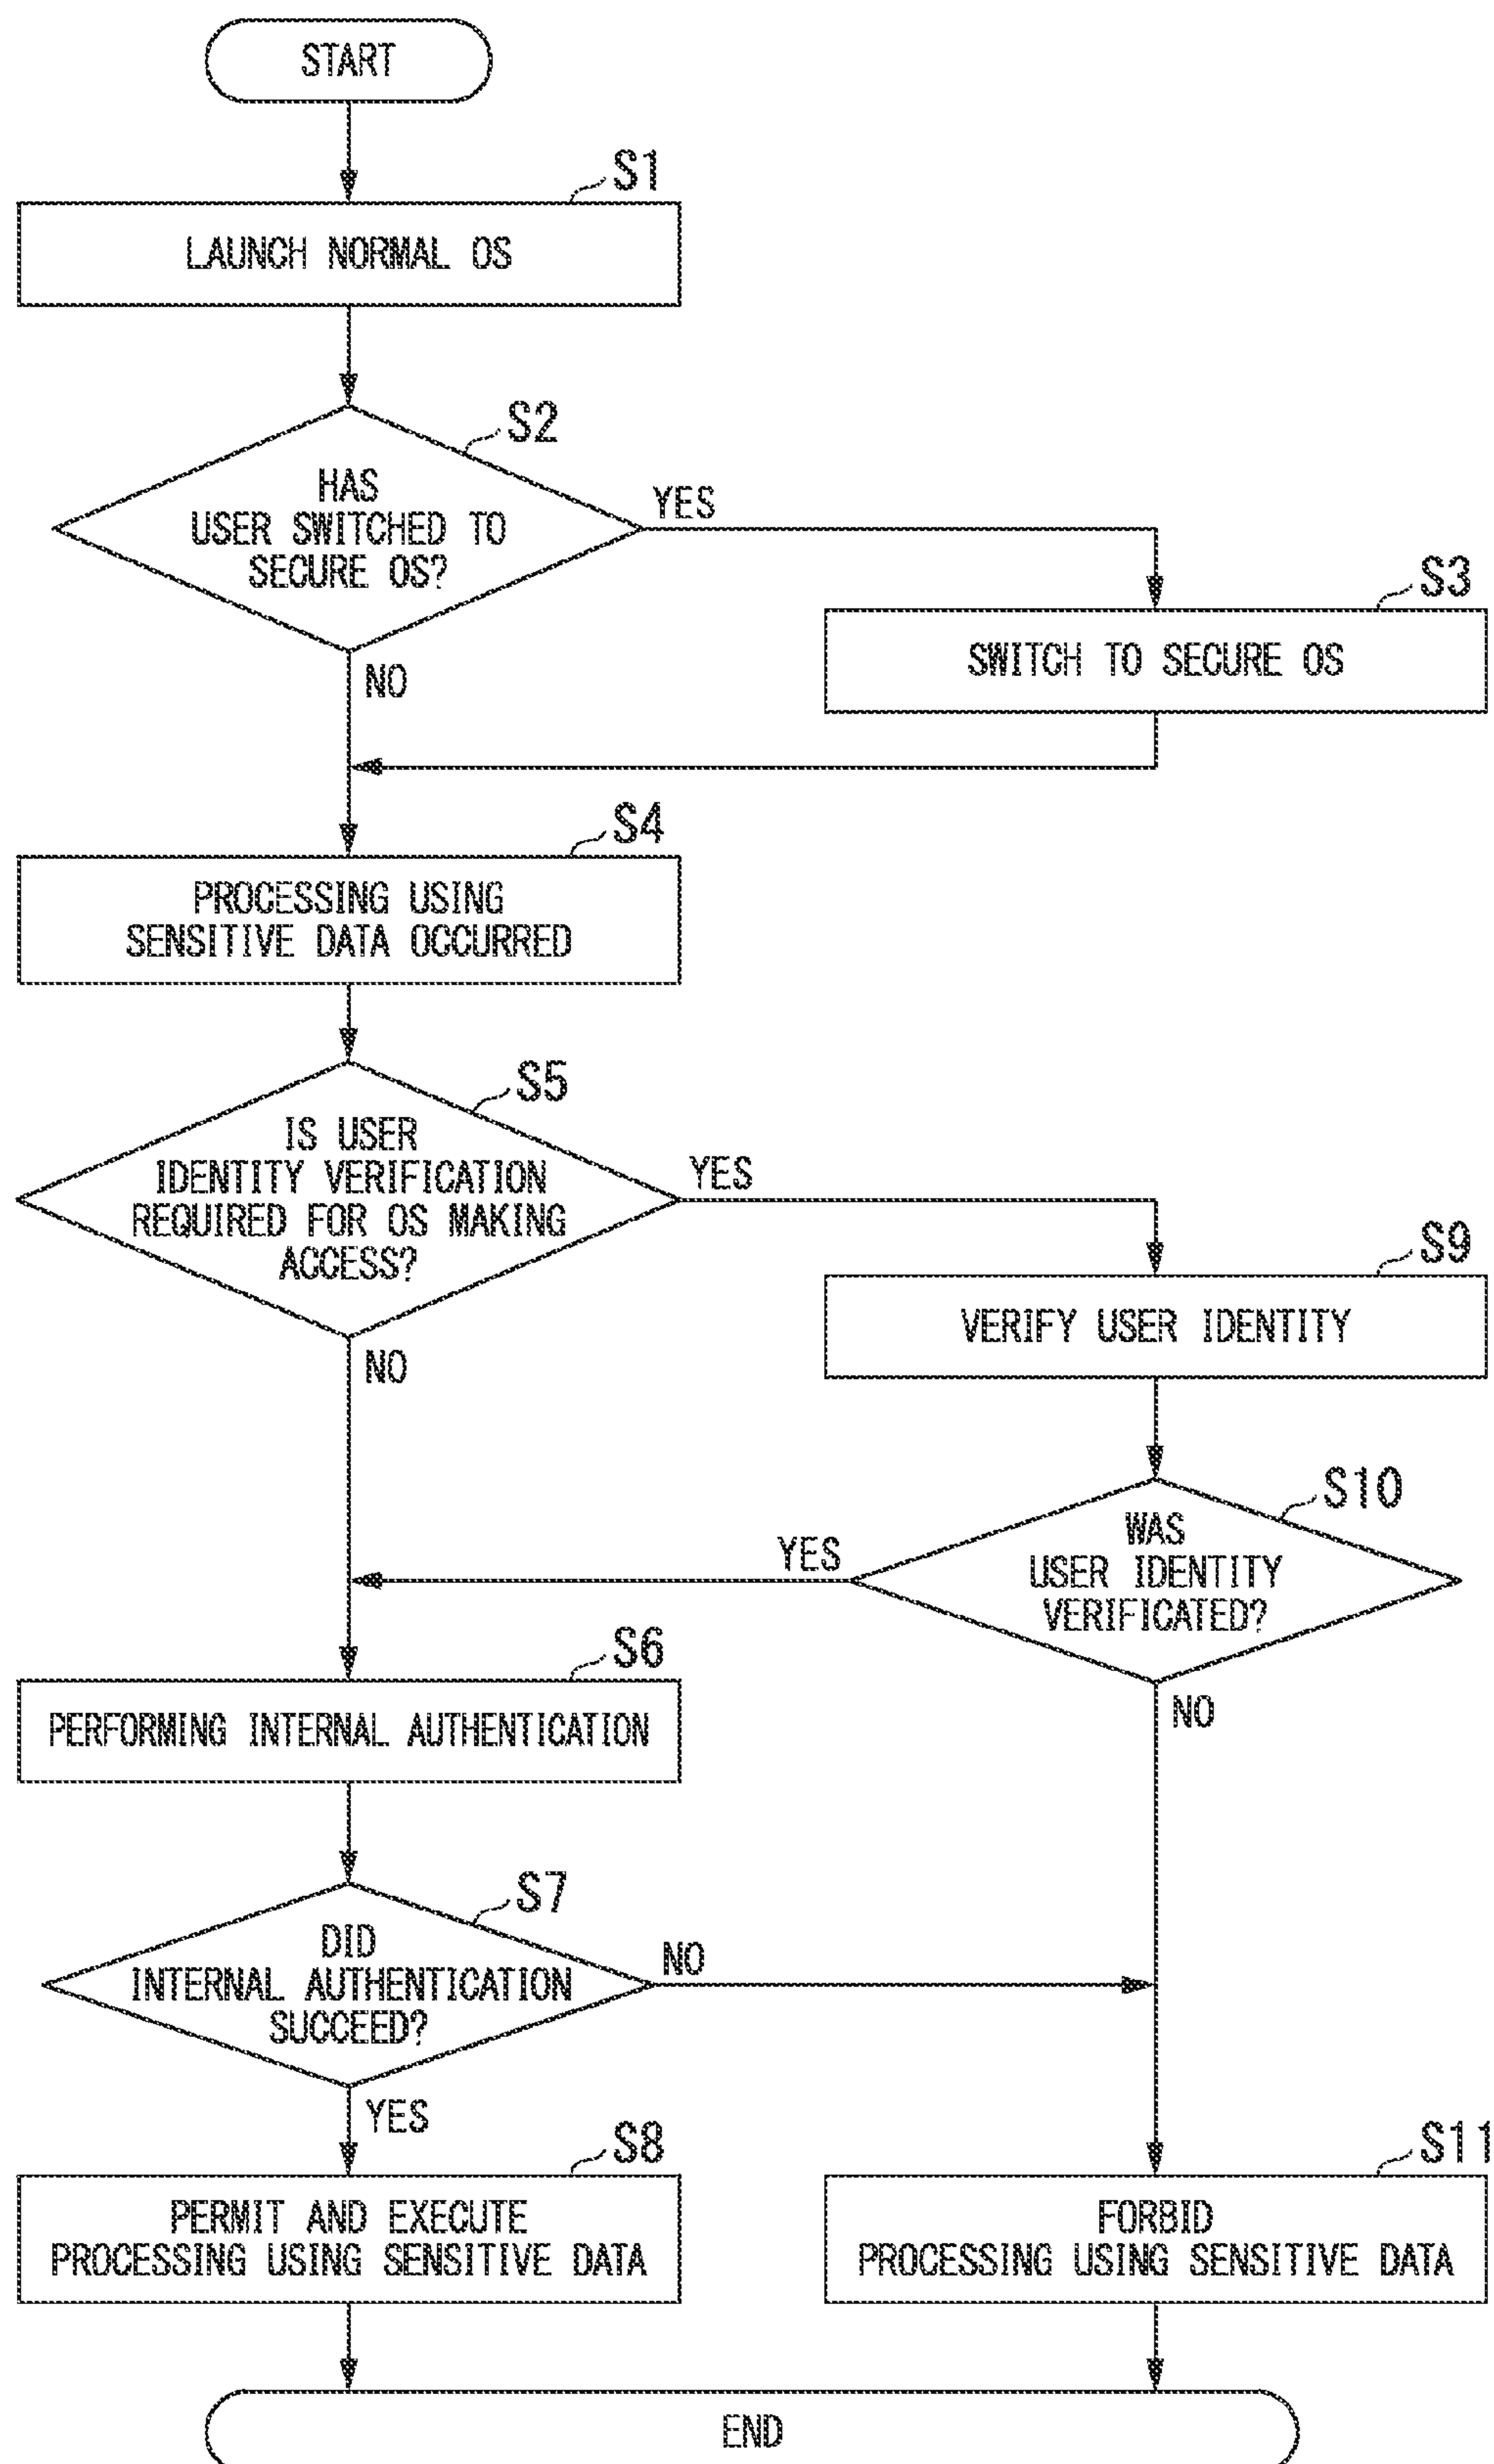 START
S1
LAUNCH NORMAL OS
S2
HAS
USER SWITCHED TO
SECURE OS?
YES
S3
SWITCH TO SECURE OS
NO
S4
PROCESSING USING
SENSITIVE DATA OCCURRED
S5
IS USER
IDENTITY VERIFICATION
REQUIRED FOR OS MAKING
ACCESS?
YES
S9
VERIFY USER IDENTITY
NO
S10
WAS
USER IDENTITY
VERIFICATED?
YES
NO
S6
PERFORMING INTERNAL AUTHENTICATION
S7
DID
INTERNAL AUTHENTICATION
SUCCEED?
NO
YES
S8
PERMIT AND EXECUTE
PROCESSING USING SENSITIVE DATA
S11
FORBID
PROCESSING USING SENSITIVE DATA
END